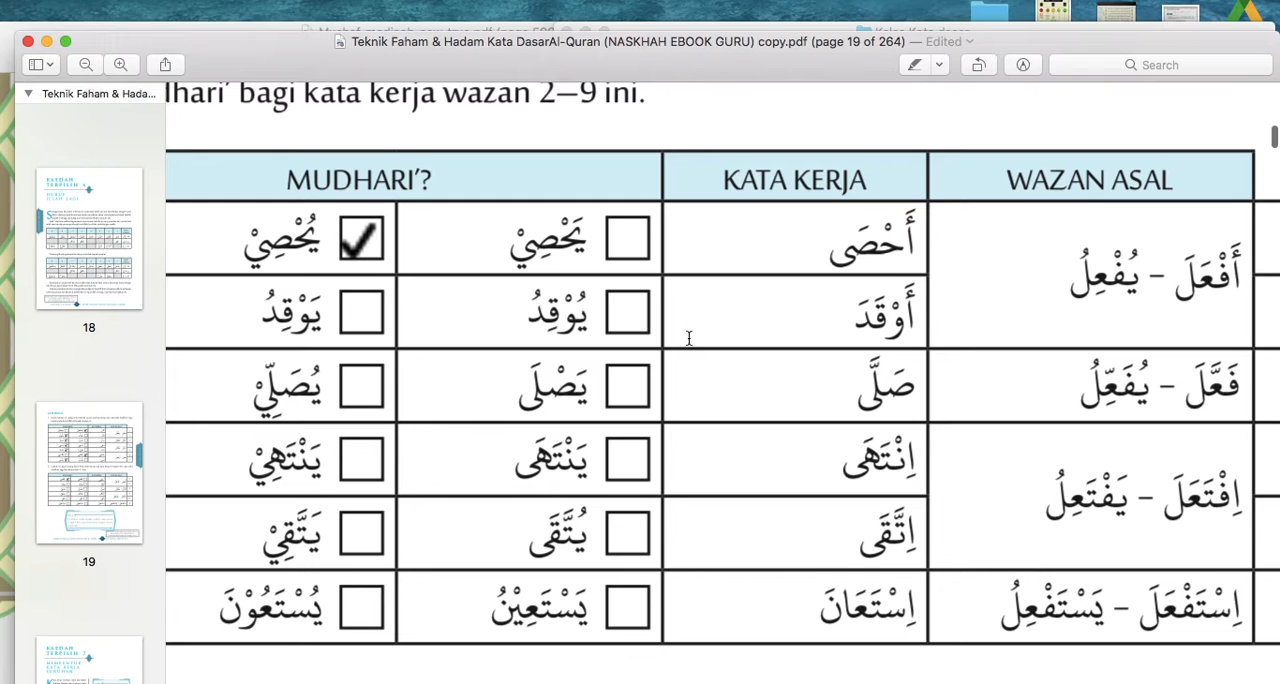 Teknik Faham & Hadam Kata DasarAl-Quran (NASKHAH EBOOK GURU) copy.pdf (page 19 of 264) — Edited
Search
Teknik Faham & Hada...
dhari’ bagi kata kerja wazan 2–9 ini.
MUDHARI’? KATA KERJA WAZAN ASAL
يُحْصِيْ يَحْصِيْ أَحْصَى أَفْعَلَ – يُفْعِلُ
يَوْقِدُ يُوْقِدُ أَوْقَدَ
يُصَلِّيْ يَصْلَى صَلَّى فَعَّلَ – يُفَعِّلُ
يَنْتَهِيْ يَنْتَهَى اِنْتَهَى اِفْتَعَلَ – يَفْتَعِلُ
يَتَّقِيْ يُتَّقَى اِتَّقَى
يُسْتَعُوْنَ يَسْتَعِيْنُ اِسْتَعَانَ اِسْتَفْعَلَ – يَسْتَفْعِلُ
18
19